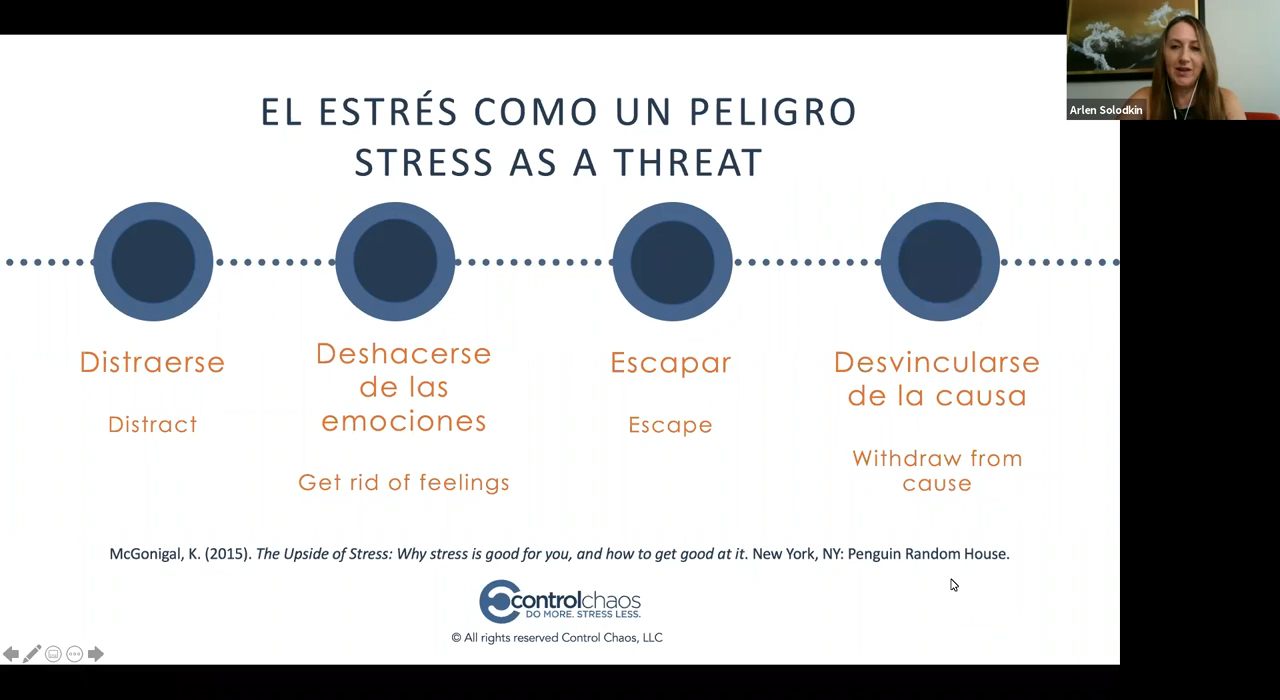 Arlen Solodkin
EL ESTRÉS COMO UN PELIGRO
STRESS AS A THREAT
Distraerse
Distract
Deshacerse
de las
emociones
Get rid of feelings
Escapar
Escape
Desvincularse
de la causa
Withdraw from
cause
McGonigal, K. (2015). The Upside of Stress: Why stress is good for you, and how to get good at it. New York, NY: Penguin Random House.
controlchaos
DO MORE. STRESS LESS.
© All rights reserved Control Chaos, LLC